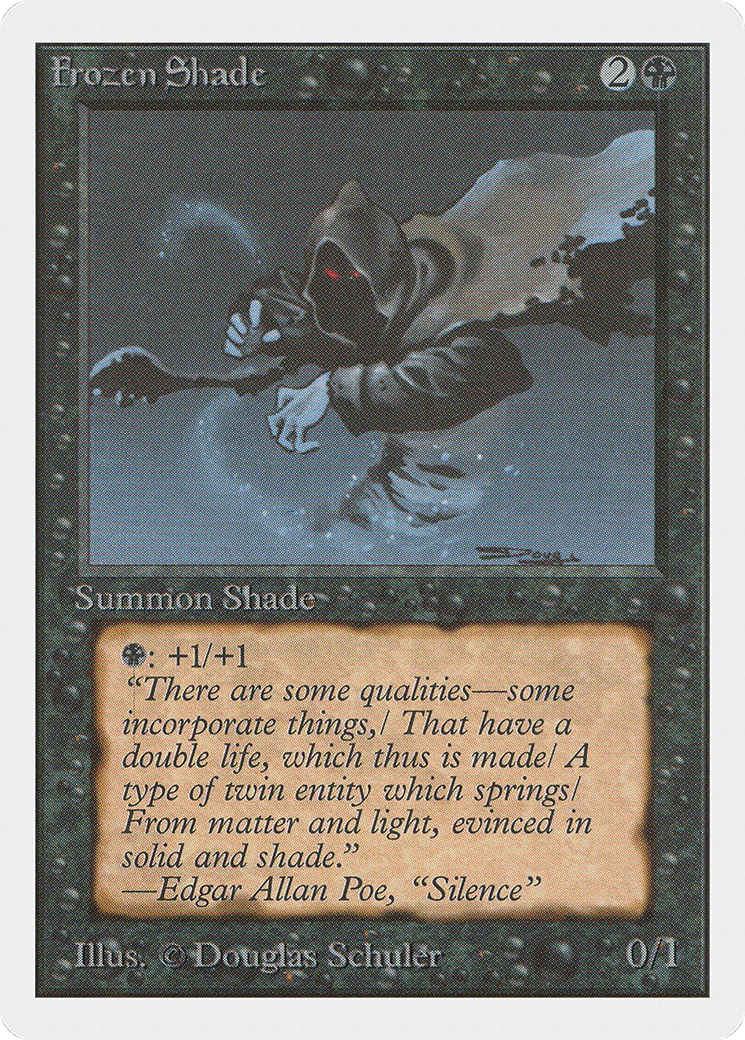 Frozen Shade 2
Doug
Summon Shade
: +1/+1
“There are some qualities—some
incorporate things,/ That have a
double life, which thus is made/ A
type of twin entity which springs/
From matter and light, evinced in
solid and shade.”
—Edgar Allan Poe, “Silence”
Illus. © Douglas Schuler 0/1